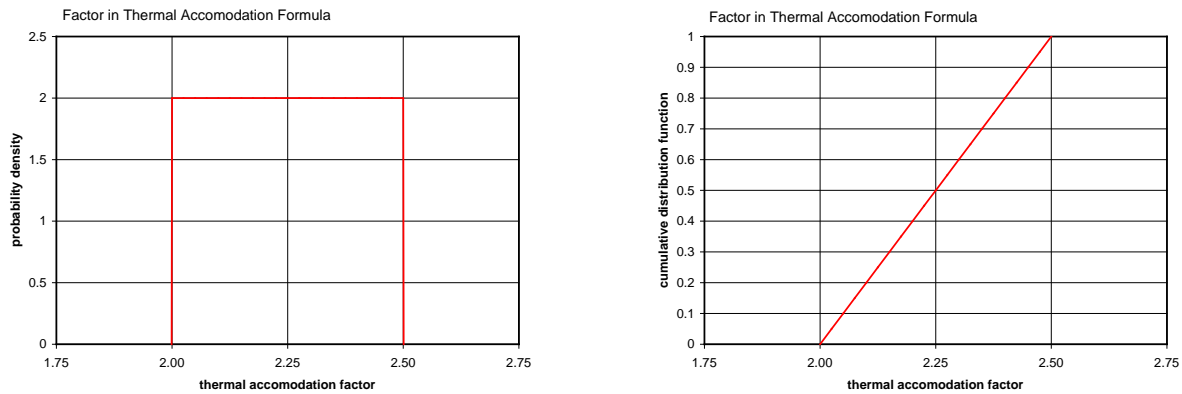 Factor in Thermal Accomodation Formula
2.5
2
1.5
1
0.5
0
probability density
1.75 2.00 2.25 2.50 2.75
thermal accomodation factor
Factor in Thermal Accomodation Formula
1
0.9
0.8
0.7
0.6
0.5
0.4
0.3
0.2
0.1
0
cumulative distribution function
1.75 2.00 2.25 2.50 2.75
thermal accomodation factor